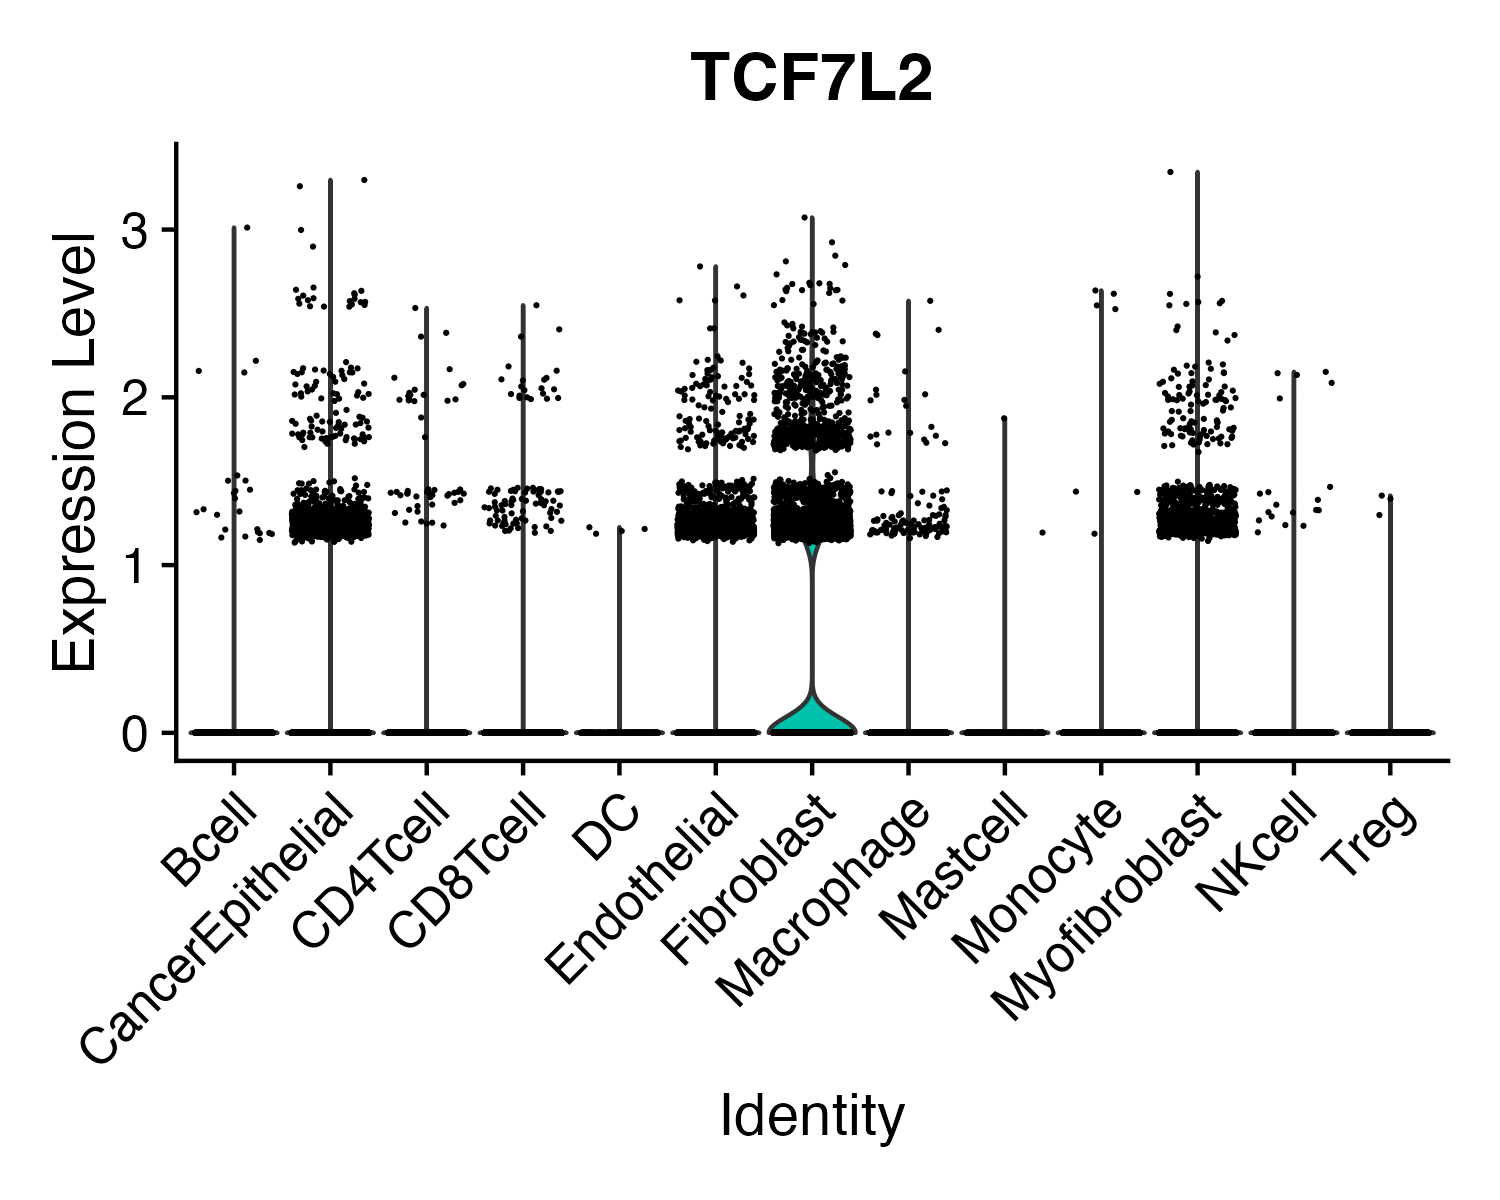 TCF7L2
Expression Level
3
2
1
0
Bcell
CancerEpithelial
CD4Tcell
CD8Tcell
DC
Endothelial
Fibroblast
Macrophage
Mastcell
Monocyte
Myofibroblast
NKcell
Treg
Identity